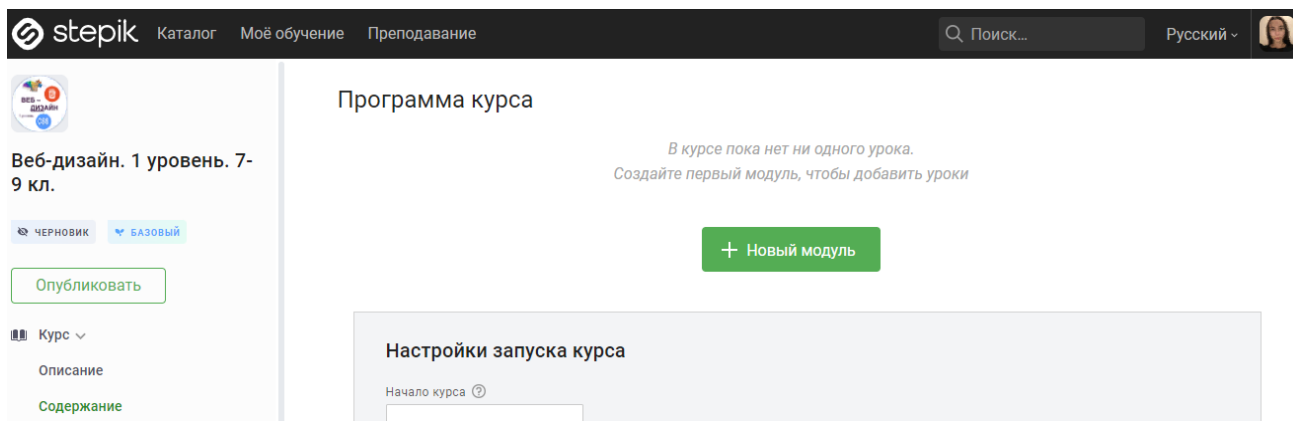 stepik Каталог Моё обучение Преподавание Поиск... Русский
ВЕБ -
ДИЗАЙН
Веб-дизайн. 1 уровень. 7-
9 кл.
ЧЕРНОВИК БАЗОВЫЙ
Опубликовать
Курс
Описание
Содержание
Программа курса
В курсе пока нет ни одного урока.
Создайте первый модуль, чтобы добавить уроки
+ Новый модуль
Настройки запуска курса
Начало курса ?